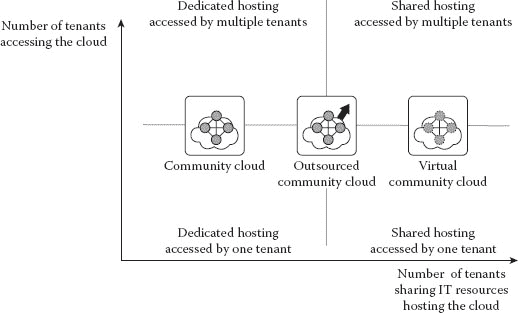 Dedicated hosting
accessed by multiple tenants
Shared hosting
accessed by multiple tenants
Number of tenants
accessing the cloud
Community cloud
Outsourced
community cloud
Virtual
community cloud
Dedicated hosting
accessed by one tenant
Shared hosting
accessed by one tenant
Number of tenants
sharing IT resources
hosting the cloud